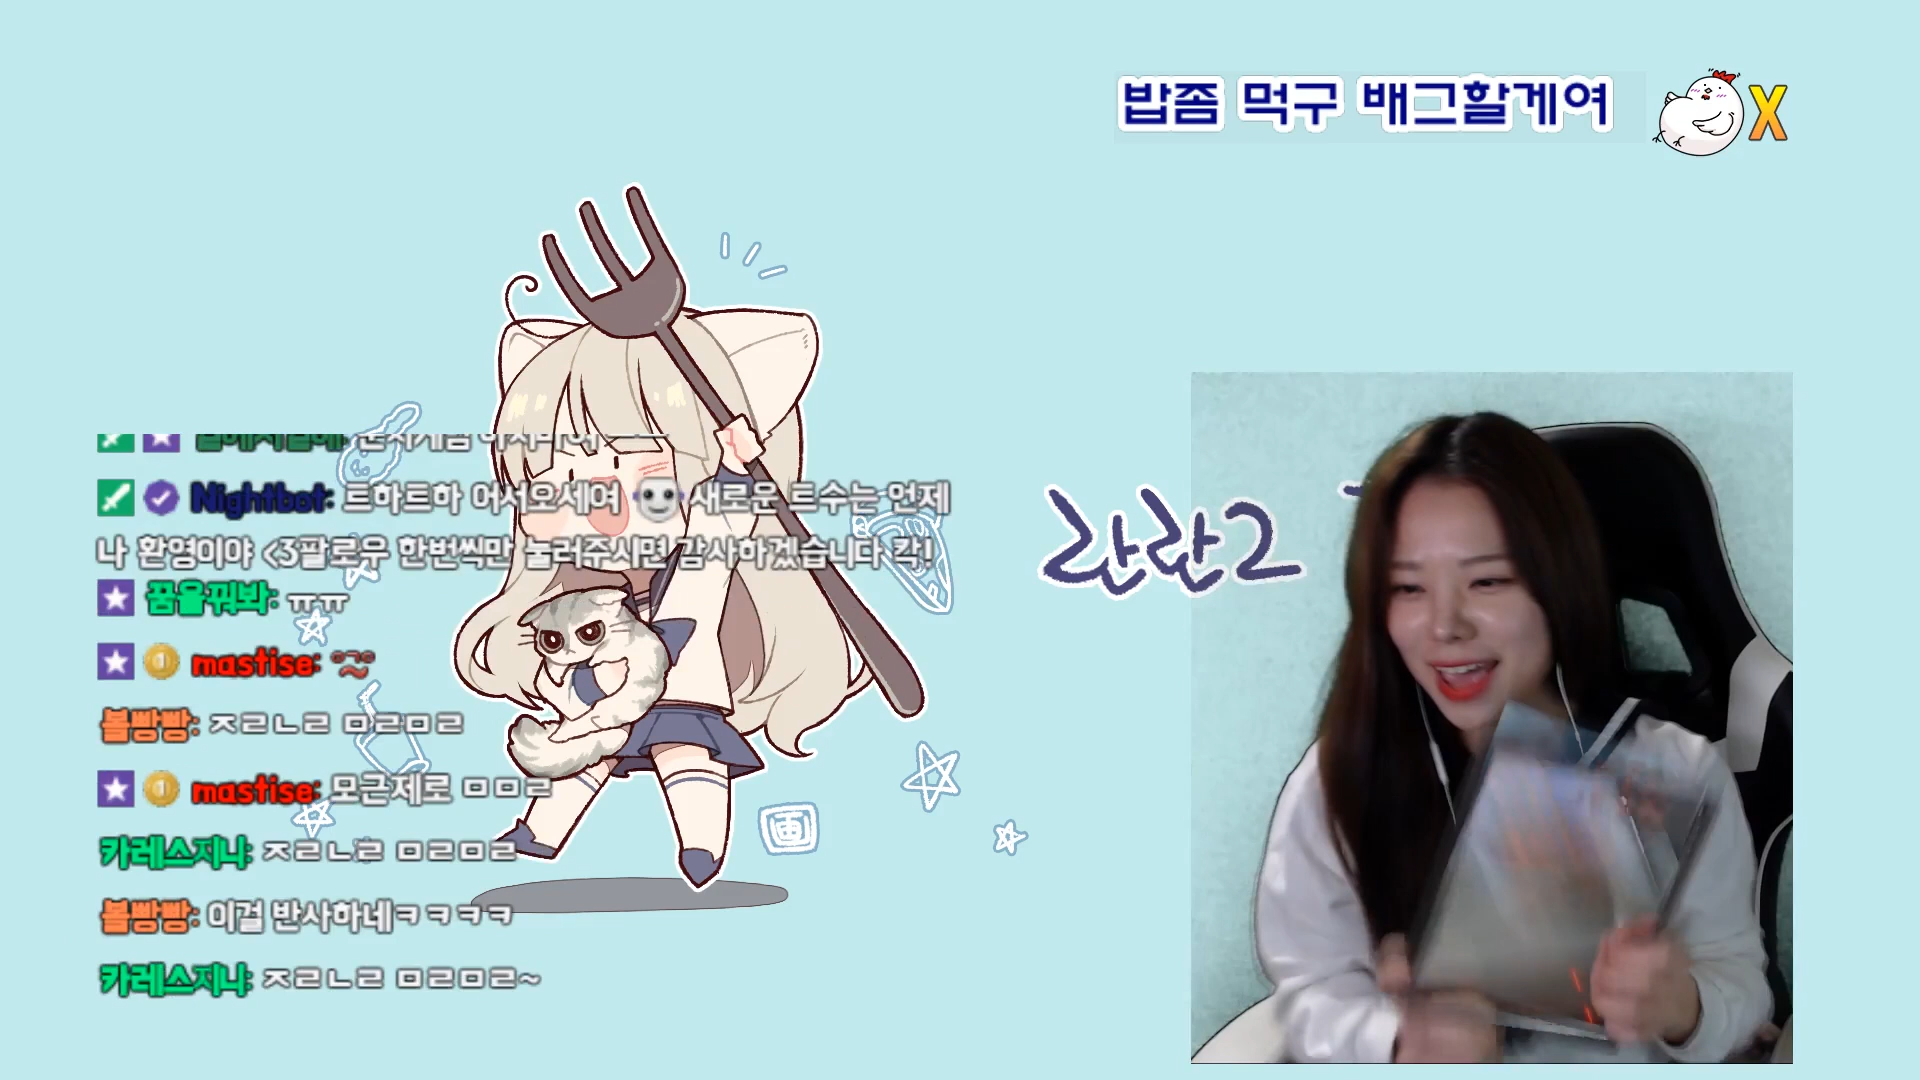 밥좀 먹구 배그할게여
X
란란2
Nightbot: 트하트하 어서오세여 새로운 트수는 언제
나 환영이야 <3팔로우 한번씩만 눌러주시면 감사하겠습니다 각!
꿈을꿔봐: ㅠㅠ
mastise:
볼빵빵: ㅈㄹㄴㄹ ㅁㄹㅁㄹ
mastise: 모근제로 ㅁㅁㄹ
카레스지나: ㅈㄹㄴㄹ ㅁㄹㅁㄹ
볼빵빵: 이걸 반사하네ㅋㅋㅋㅋ
카레스지나: ㅈㄹㄴㄹ ㅁㄹㅁㄹ~
画